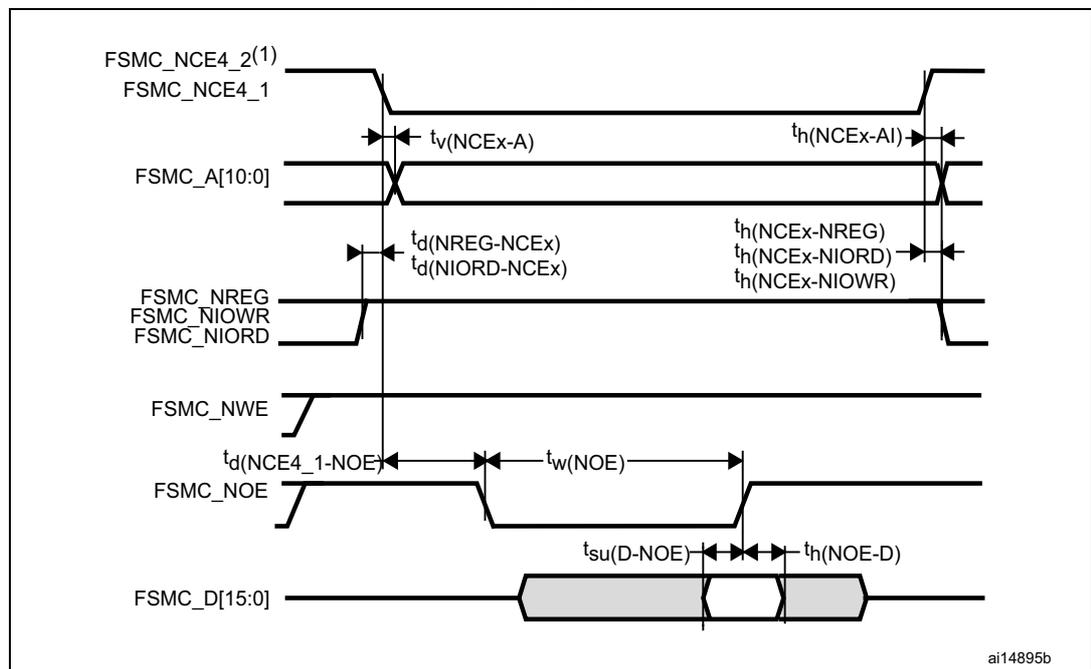 FSMC_NCE4_2(1)
FSMC_NCE4_1
tv(NCEx-A)
th(NCEx-AI)
FSMC_A[10:0]
td(NREG-NCEx)
td(NIORD-NCEx)
th(NCEx-NREG)
th(NCEx-NIORD)
th(NCEx-NIOWR)
FSMC_NREG
FSMC_NIOWR
FSMC_NIORD
FSMC_NWE
td(NCE4_1-NOE)
tw(NOE)
FSMC_NOE
tsu(D-NOE)
th(NOE-D)
FSMC_D[15:0]
ai14895b